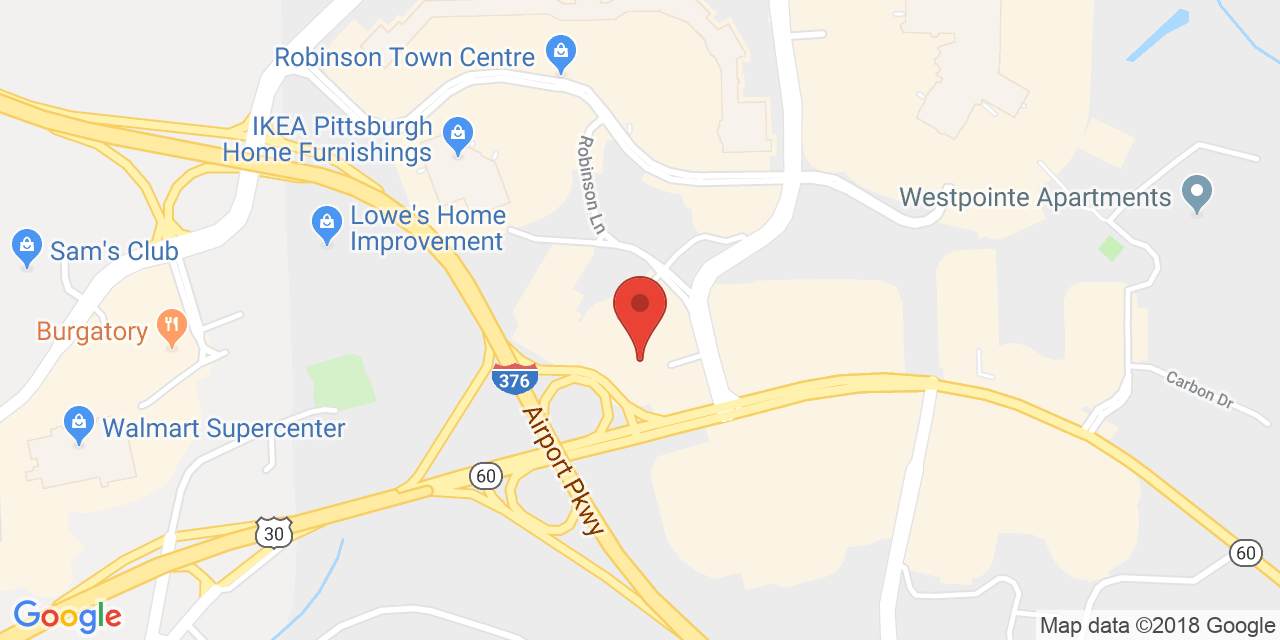 Robinson Town Centre
IKEA Pittsburgh
Home Furnishings
Robinson Ln
Westpointe Apartments
Lowe's Home
Improvement
Sam's Club
Burgatory
376
Carbon Dr
Airport Pkwy
Walmart Supercenter
60
30
60
Google
Map data ©2018 Google